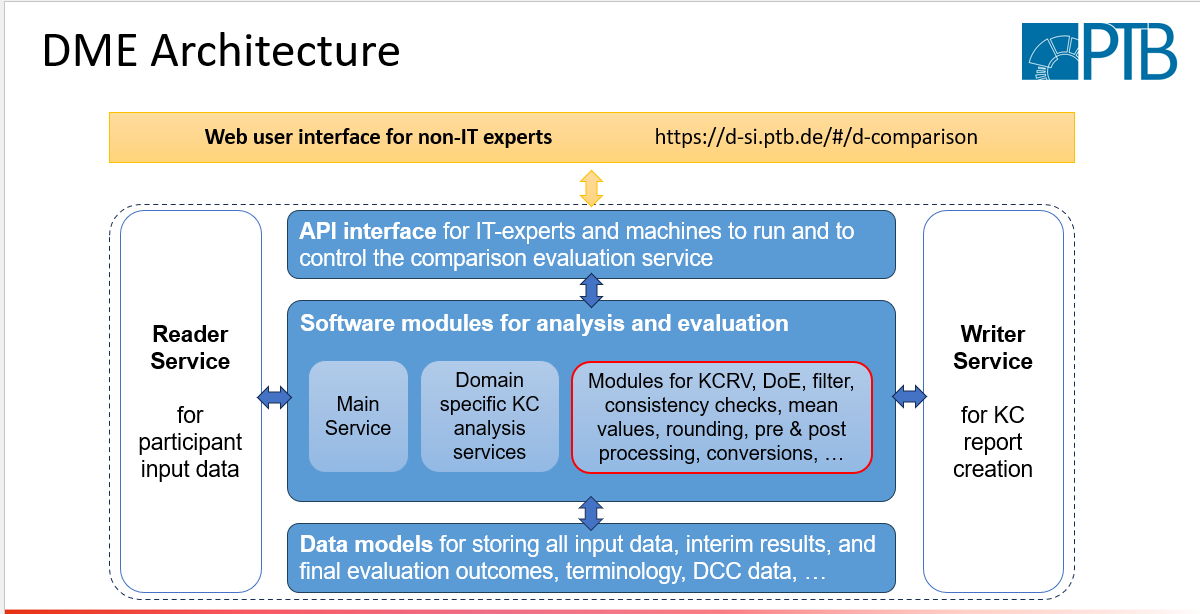 DME Architecture
PTB
Web user interface for non-IT experts https://d-si.ptb.de/#/d-comparison
API interface for IT-experts and machines to run and to
control the comparison evaluation service
Reader
Service
for
participant
input data
Software modules for analysis and evaluation
Main
Service
Domain
specific KC
analysis
services
Modules for KCRV, DoE, filter,
consistency checks, mean
values, rounding, pre & post
processing, conversions, …
Writer
Service
for KC
report
creation
Data models for storing all input data, interim results, and
final evaluation outcomes, terminology, DCC data, …